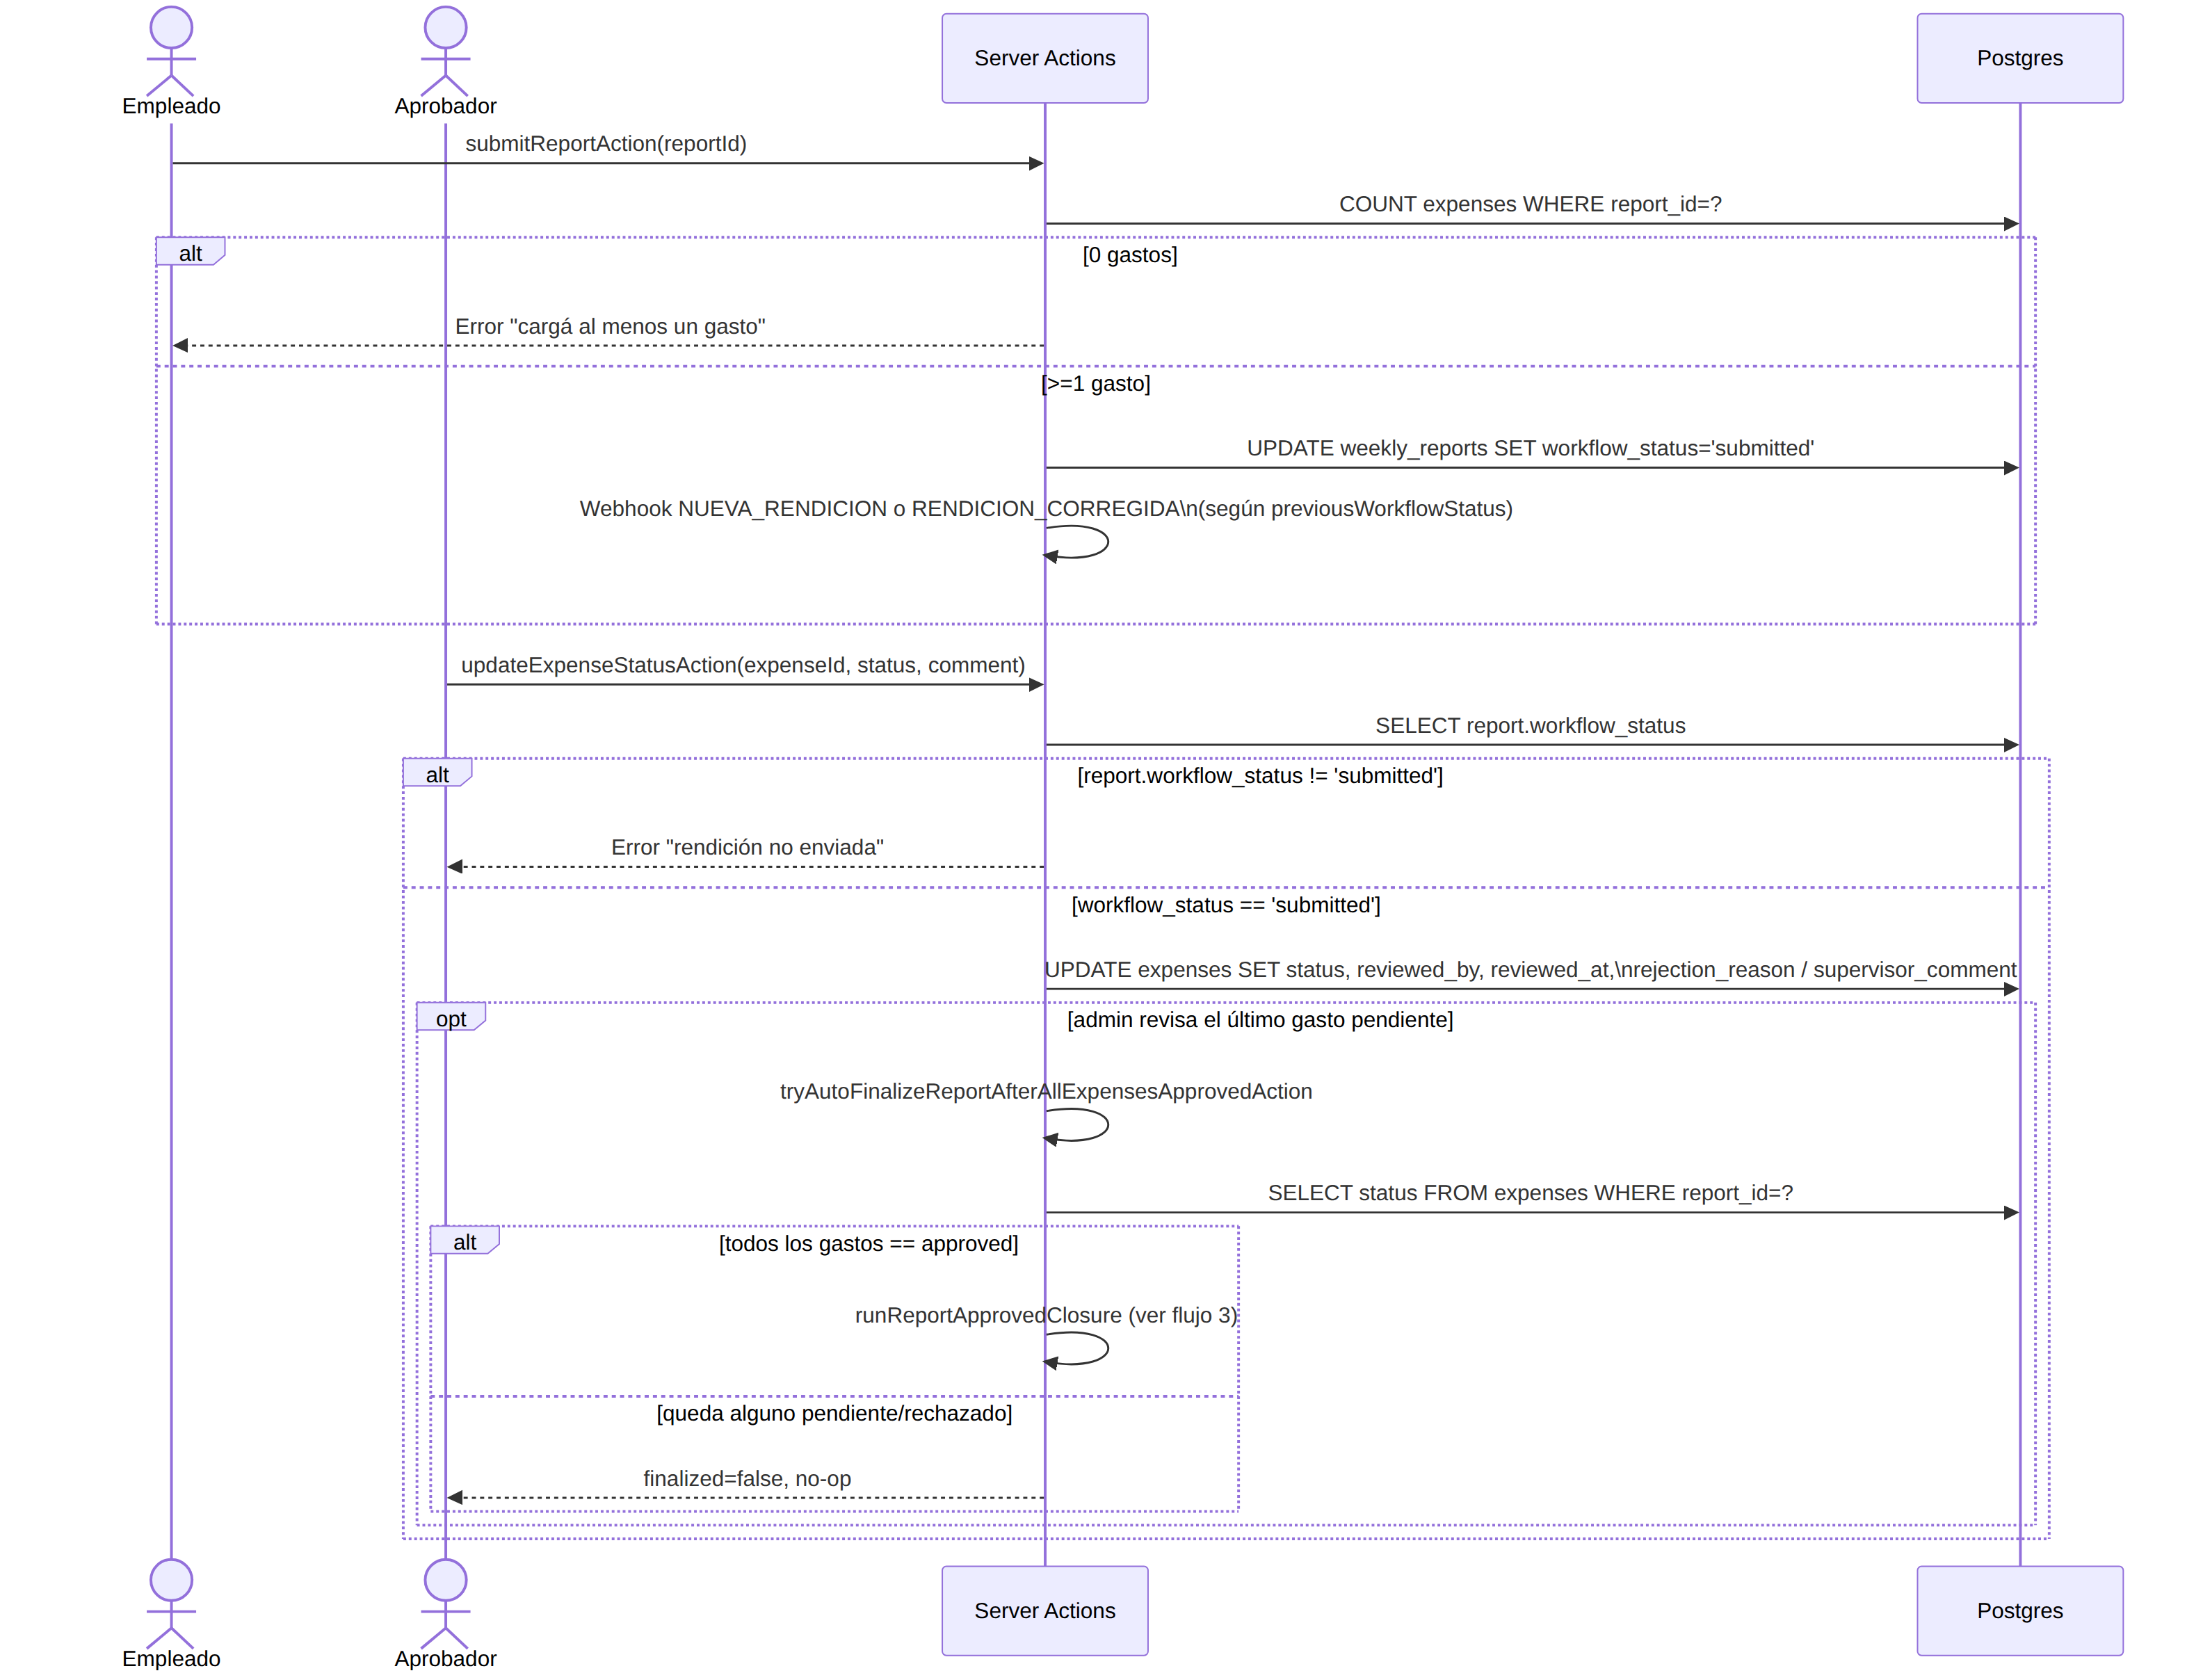 Empleado
Aprobador
Server Actions
Postgres
submitReportAction(reportId)
COUNT expenses WHERE report_id=?
alt
[0 gastos]
Error "cargá al menos un gasto"
[>=1 gasto]
UPDATE weekly_reports SET workflow_status='submitted'
Webhook NUEVA_RENDICION o RENDICION_CORREGIDA\n(según previousWorkflowStatus)
updateExpenseStatusAction(expenseId, status, comment)
SELECT report.workflow_status
alt
[report.workflow_status != 'submitted']
Error "rendición no enviada"
[workflow_status == 'submitted']
UPDATE expenses SET status, reviewed_by, reviewed_at,\nrejection_reason / supervisor_comment
opt
[admin revisa el último gasto pendiente]
tryAutoFinalizeReportAfterAllExpensesApprovedAction
SELECT status FROM expenses WHERE report_id=?
alt
[todos los gastos == approved]
runReportApprovedClosure (ver flujo 3)
[queda alguno pendiente/rechazado]
finalized=false, no-op
Empleado
Aprobador
Server Actions
Postgres